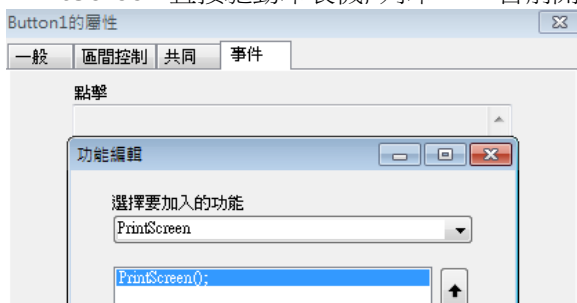 Button1的屬性
一般 區間控制 共同 事件
點擊
功能編輯
選擇要加入的功能
PrintScreen
PrintScreen();